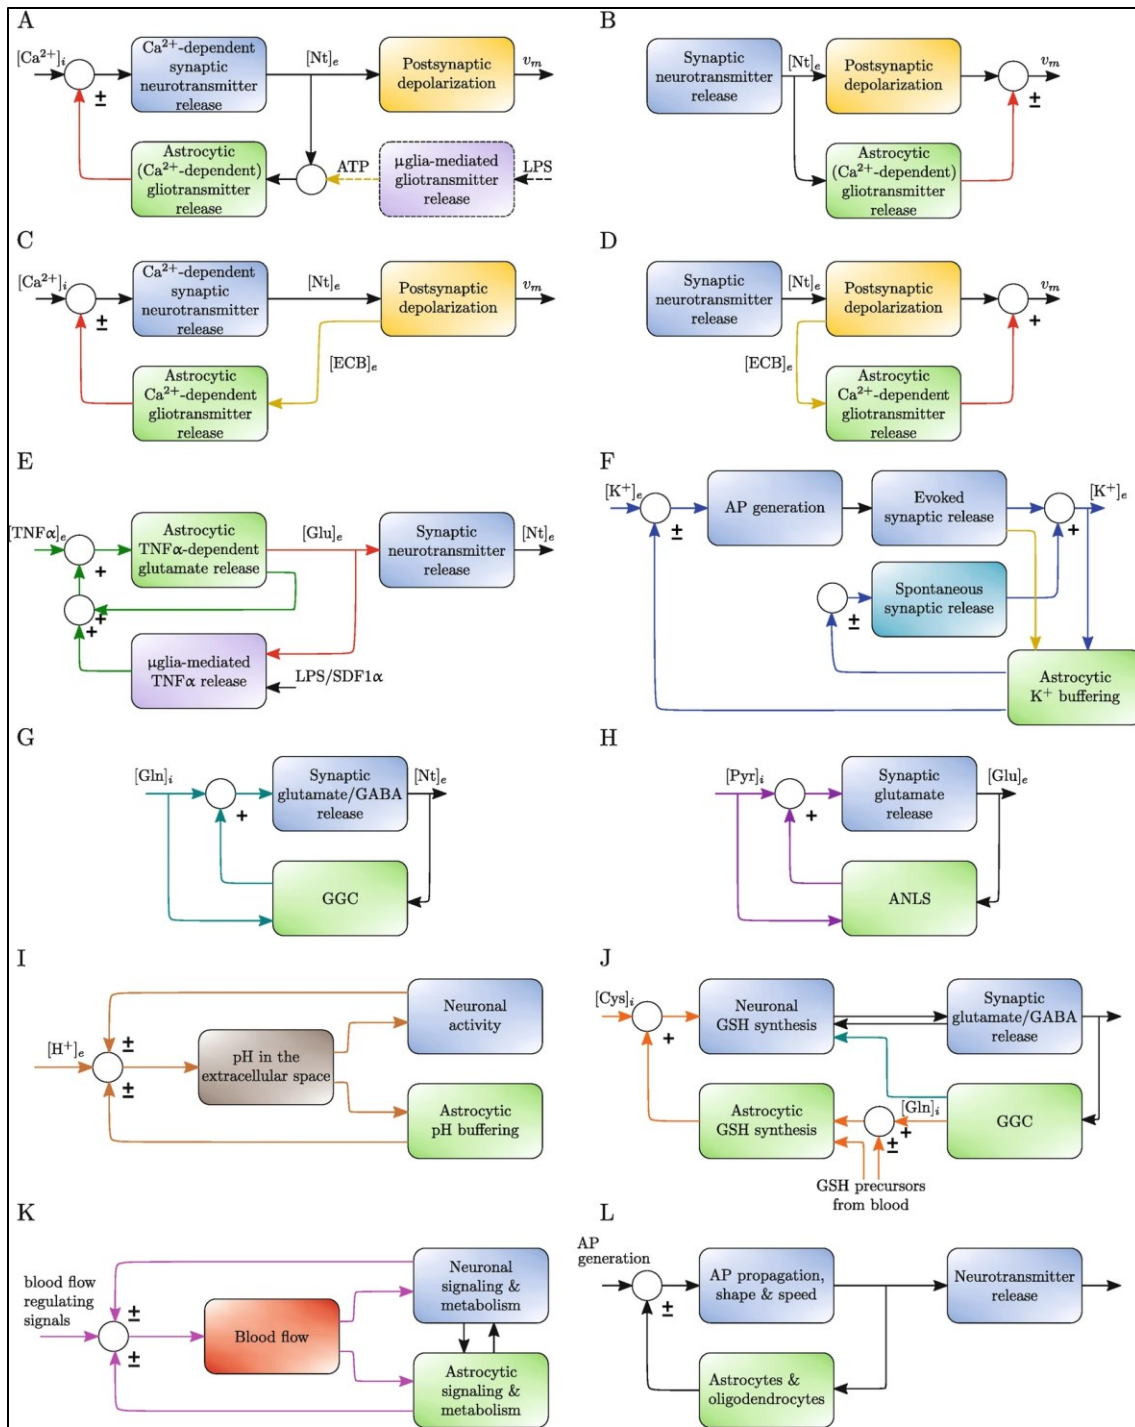 A
[Ca²⁺]ᵢ
±
Ca²⁺-dependent
synaptic
neurotransmitter
release
[Nt]ₑ
Postsynaptic
depolarization
vₘ
Astrocytic
(Ca²⁺-dependent)
gliotransmitter
release
ATP
μglia-mediated
gliotransmitter
release
LPS
B
Synaptic
neurotransmitter
release
[Nt]ₑ
Postsynaptic
depolarization
vₘ
±
Astrocytic
(Ca²⁺-dependent)
gliotransmitter
release
C
[Ca²⁺]ᵢ
±
Ca²⁺-dependent
synaptic
neurotransmitter
release
[Nt]ₑ
Postsynaptic
depolarization
vₘ
[ECB]ₑ
Astrocytic
Ca²⁺-dependent
gliotransmitter
release
D
Synaptic
neurotransmitter
release
[Nt]ₑ
Postsynaptic
depolarization
vₘ
+
[ECB]ₑ
Astrocytic
Ca²⁺-dependent
gliotransmitter
release
E
[TNFα]ₑ
+
Astrocytic
TNFα-dependent
glutamate release
[Glu]ₑ
Synaptic
neurotransmitter
release
[Nt]ₑ
+
+
μglia-mediated
TNFα release
LPS/SDF1α
F
[K⁺]ₑ
±
AP generation
Evoked
synaptic release
+
[K⁺]ₑ
±
Spontaneous
synaptic release
+
Astrocytic
K⁺ buffering
G
[Gln]ᵢ
+
Synaptic
glutamate/GABA
release
[Nt]ₑ
GGC
H
[Pyr]ᵢ
+
Synaptic
glutamate
release
[Glu]ₑ
ANLS
I
[H⁺]ₑ
±
±
pH in the
extracellular space
Neuronal
activity
Astrocytic
pH buffering
J
[Cys]ᵢ
+
Neuronal
GSH synthesis
Synaptic
glutamate/GABA
release
Astrocytic
GSH synthesis
[Gln]ᵢ
+
±
GGC
GSH precursors
from blood
K
blood flow
regulating
signals
±
±
Blood flow
Neuronal
signaling &
metabolism
Astrocytic
signaling &
metabolism
L
AP
generation
±
AP propagation,
shape & speed
Neurotransmitter
release
Astrocytes &
oligodendrocytes